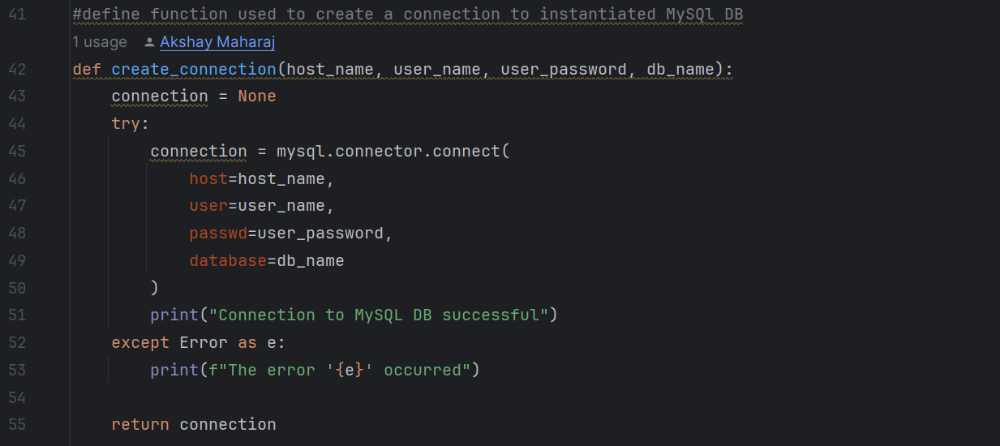 41 #define function used to create a connection to instantiated MySQl DB
1 usage Akshay Maharaj
42 def create_connection(host_name, user_name, user_password, db_name):
43     connection = None
44     try:
45         connection = mysql.connector.connect(
46             host=host_name,
47             user=user_name,
48             passwd=user_password,
49             database=db_name
50         )
51         print("Connection to MySQL DB successful")
52     except Error as e:
53         print(f"The error '{e}' occurred")
54
55     return connection